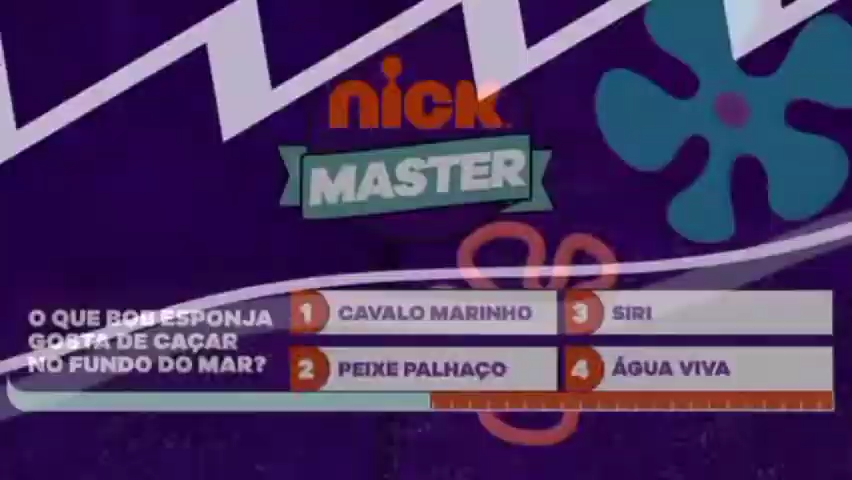 nick
MASTER
O QUE BOB ESPONJA
GOSTA DE CAÇAR
NO FUNDO DO MAR?
1 CAVALO MARINHO
2 PEIXE PALHAÇO
3 SIRI
4 ÁGUA VIVA